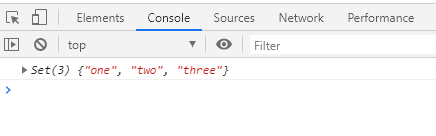 Elements Console Sources Network Performance
top Filter
Set(3) {"one", "two", "three"}